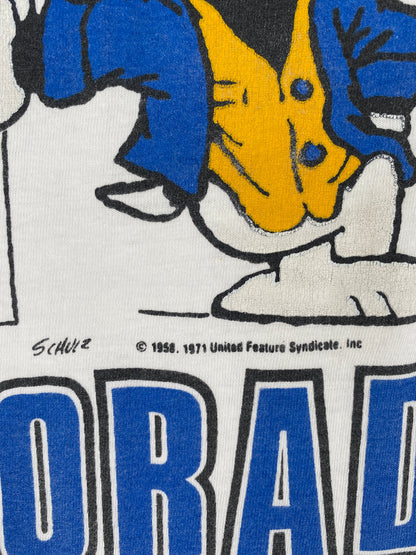 SCHULZ
© 1958, 1971 United Feature Syndicate, Inc
ORAD